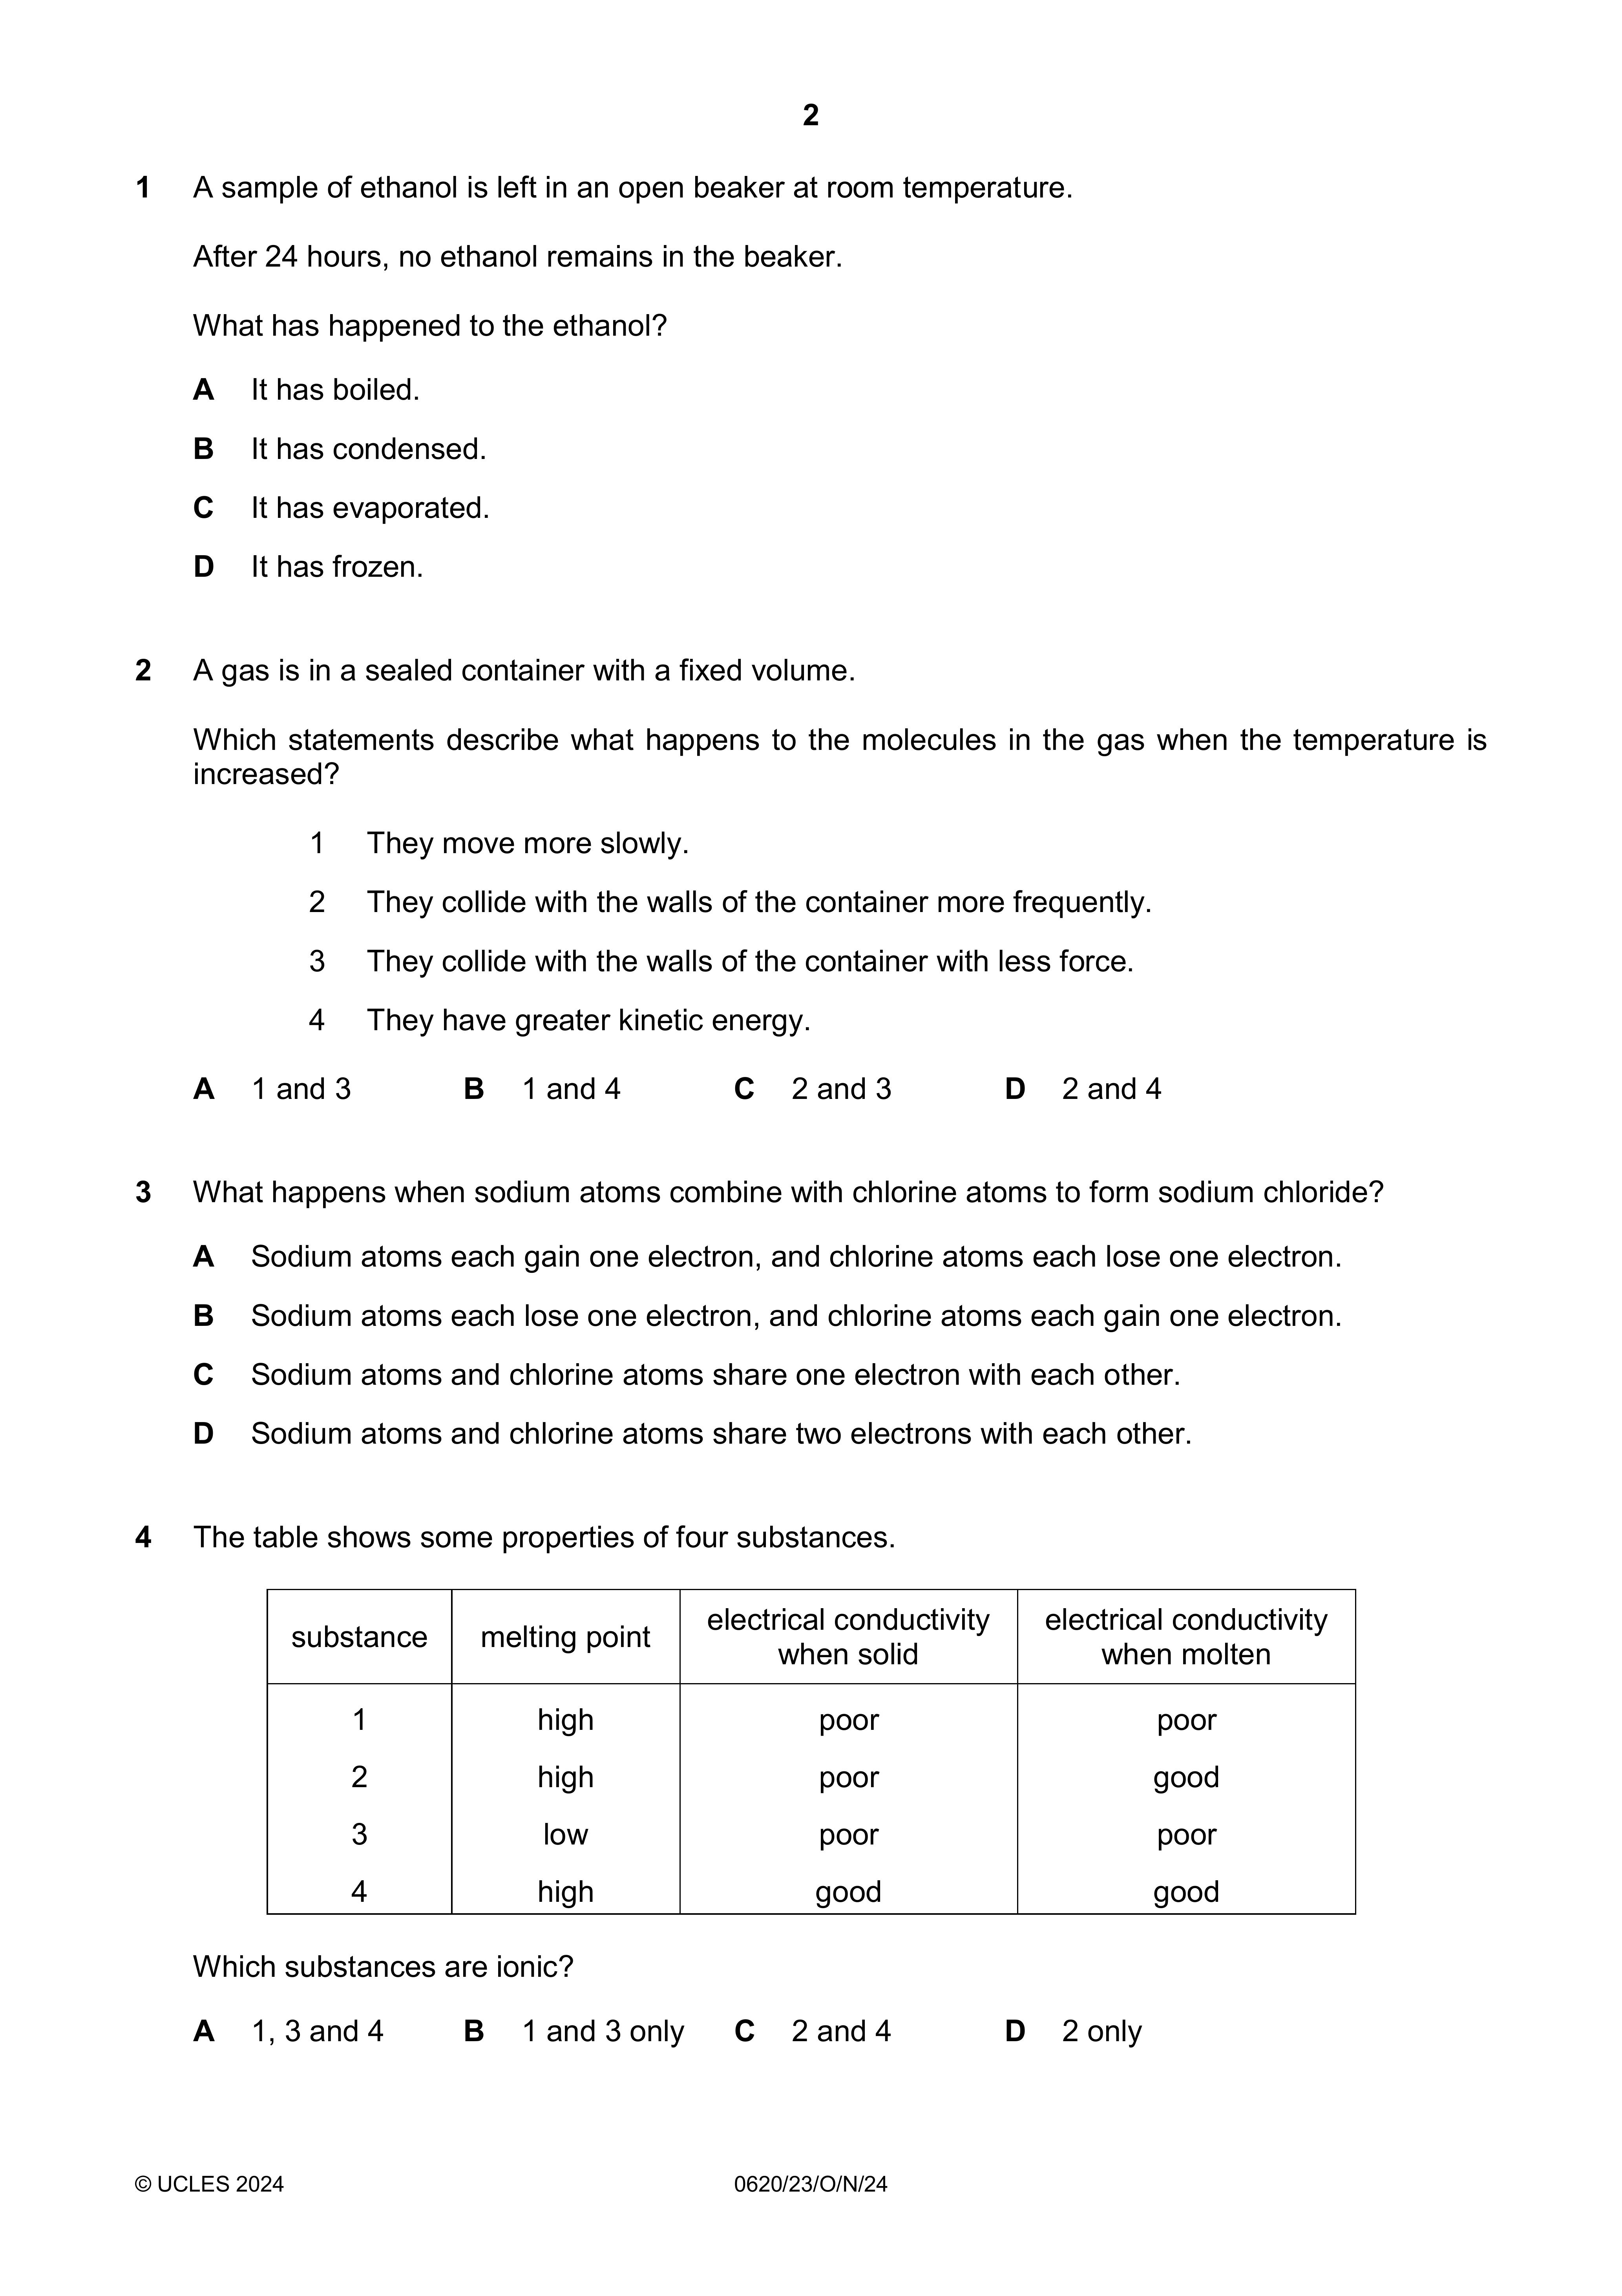 2
1 A sample of ethanol is left in an open beaker at room temperature.
After 24 hours, no ethanol remains in the beaker.
What has happened to the ethanol?
A It has boiled.
B It has condensed.
C It has evaporated.
D It has frozen.
2 A gas is in a sealed container with a fixed volume.
Which statements describe what happens to the molecules in the gas when the temperature is
increased?
1 They move more slowly.
2 They collide with the walls of the container more frequently.
3 They collide with the walls of the container with less force.
4 They have greater kinetic energy.
A 1 and 3 B 1 and 4 C 2 and 3 D 2 and 4
3 What happens when sodium atoms combine with chlorine atoms to form sodium chloride?
A Sodium atoms each gain one electron, and chlorine atoms each lose one electron.
B Sodium atoms each lose one electron, and chlorine atoms each gain one electron.
C Sodium atoms and chlorine atoms share one electron with each other.
D Sodium atoms and chlorine atoms share two electrons with each other.
4 The table shows some properties of four substances.
substance melting point electrical conductivity when solid electrical conductivity when molten
1 high poor poor
2 high poor good
3 low poor poor
4 high good good
Which substances are ionic?
A 1, 3 and 4 B 1 and 3 only C 2 and 4 D 2 only
© UCLES 2024 0620/23/O/N/24